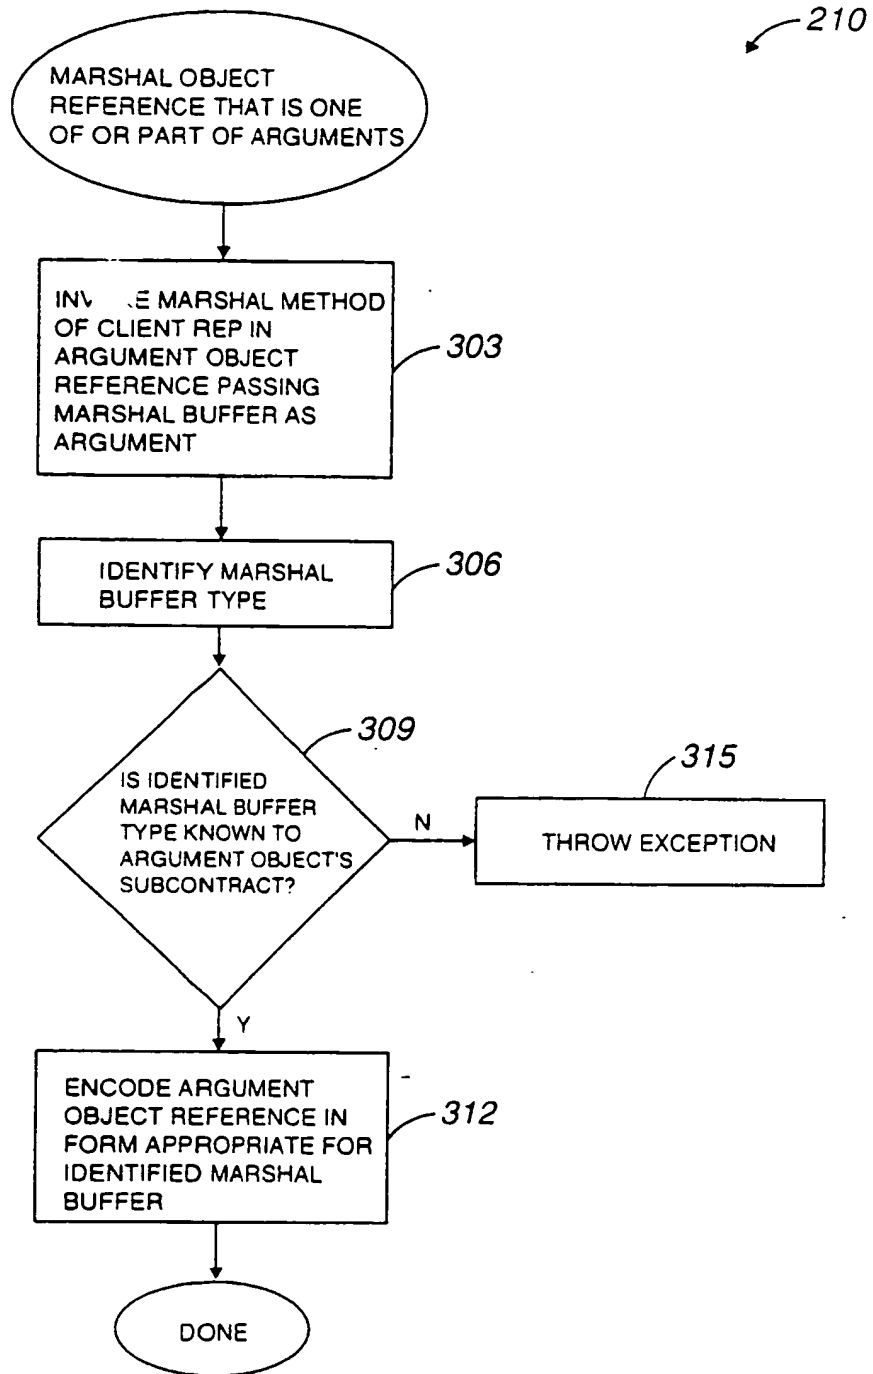 210
MARSHAL OBJECT
REFERENCE THAT IS ONE
OF OR PART OF ARGUMENTS
MARSHAL METHOD
OF CLIENT REP IN
ARGUMENT OBJECT
REFERENCE PASSING
MARSHAL BUFFER AS
ARGUMENT
303
IDENTIFY MARSHAL
BUFFER TYPE
306
309
IS IDENTIFIED
MARSHAL BUFFER
TYPE KNOWN TO
ARGUMENT OBJECT'S
SUBCONTRACT?
N
315
THROW EXCEPTION
Y
ENCODE ARGUMENT
OBJECT REFERENCE IN
FORM APPROPRIATE FOR
IDENTIFIED MARSHAL
BUFFER
312
DONE